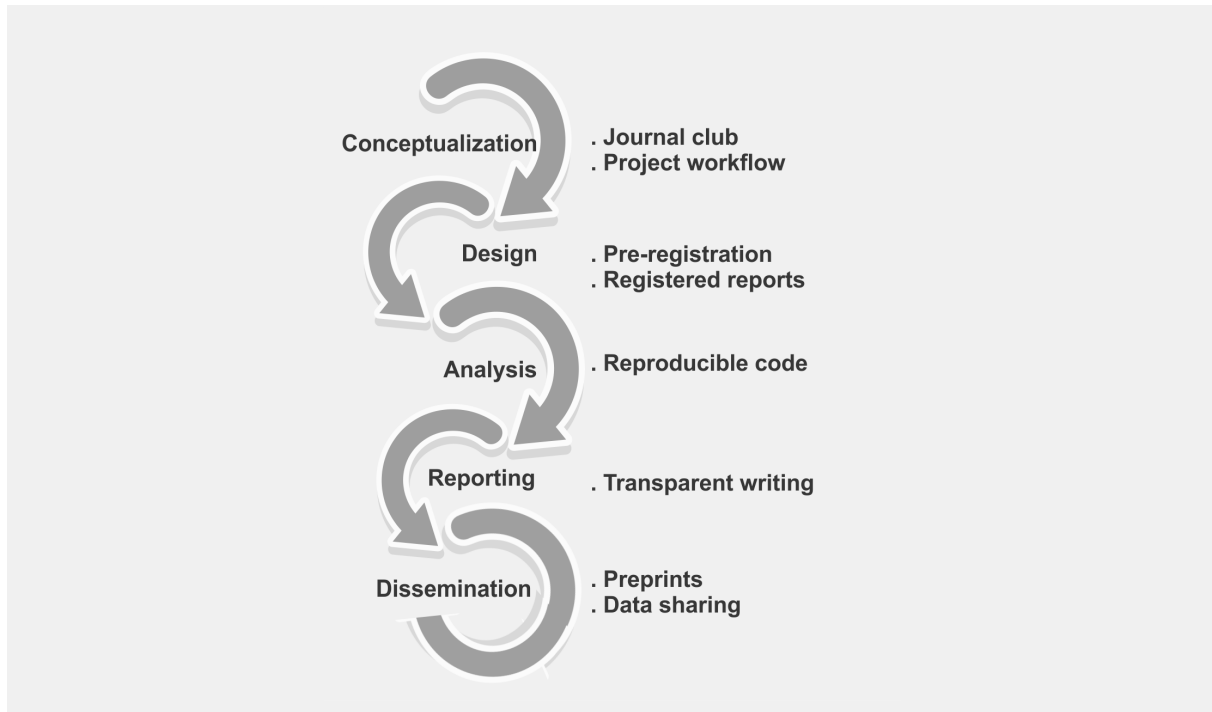 Conceptualization
. Journal club
. Project workflow
Design
. Pre-registration
. Registered reports
Analysis
. Reproducible code
Reporting
. Transparent writing
Dissemination
. Preprints
. Data sharing